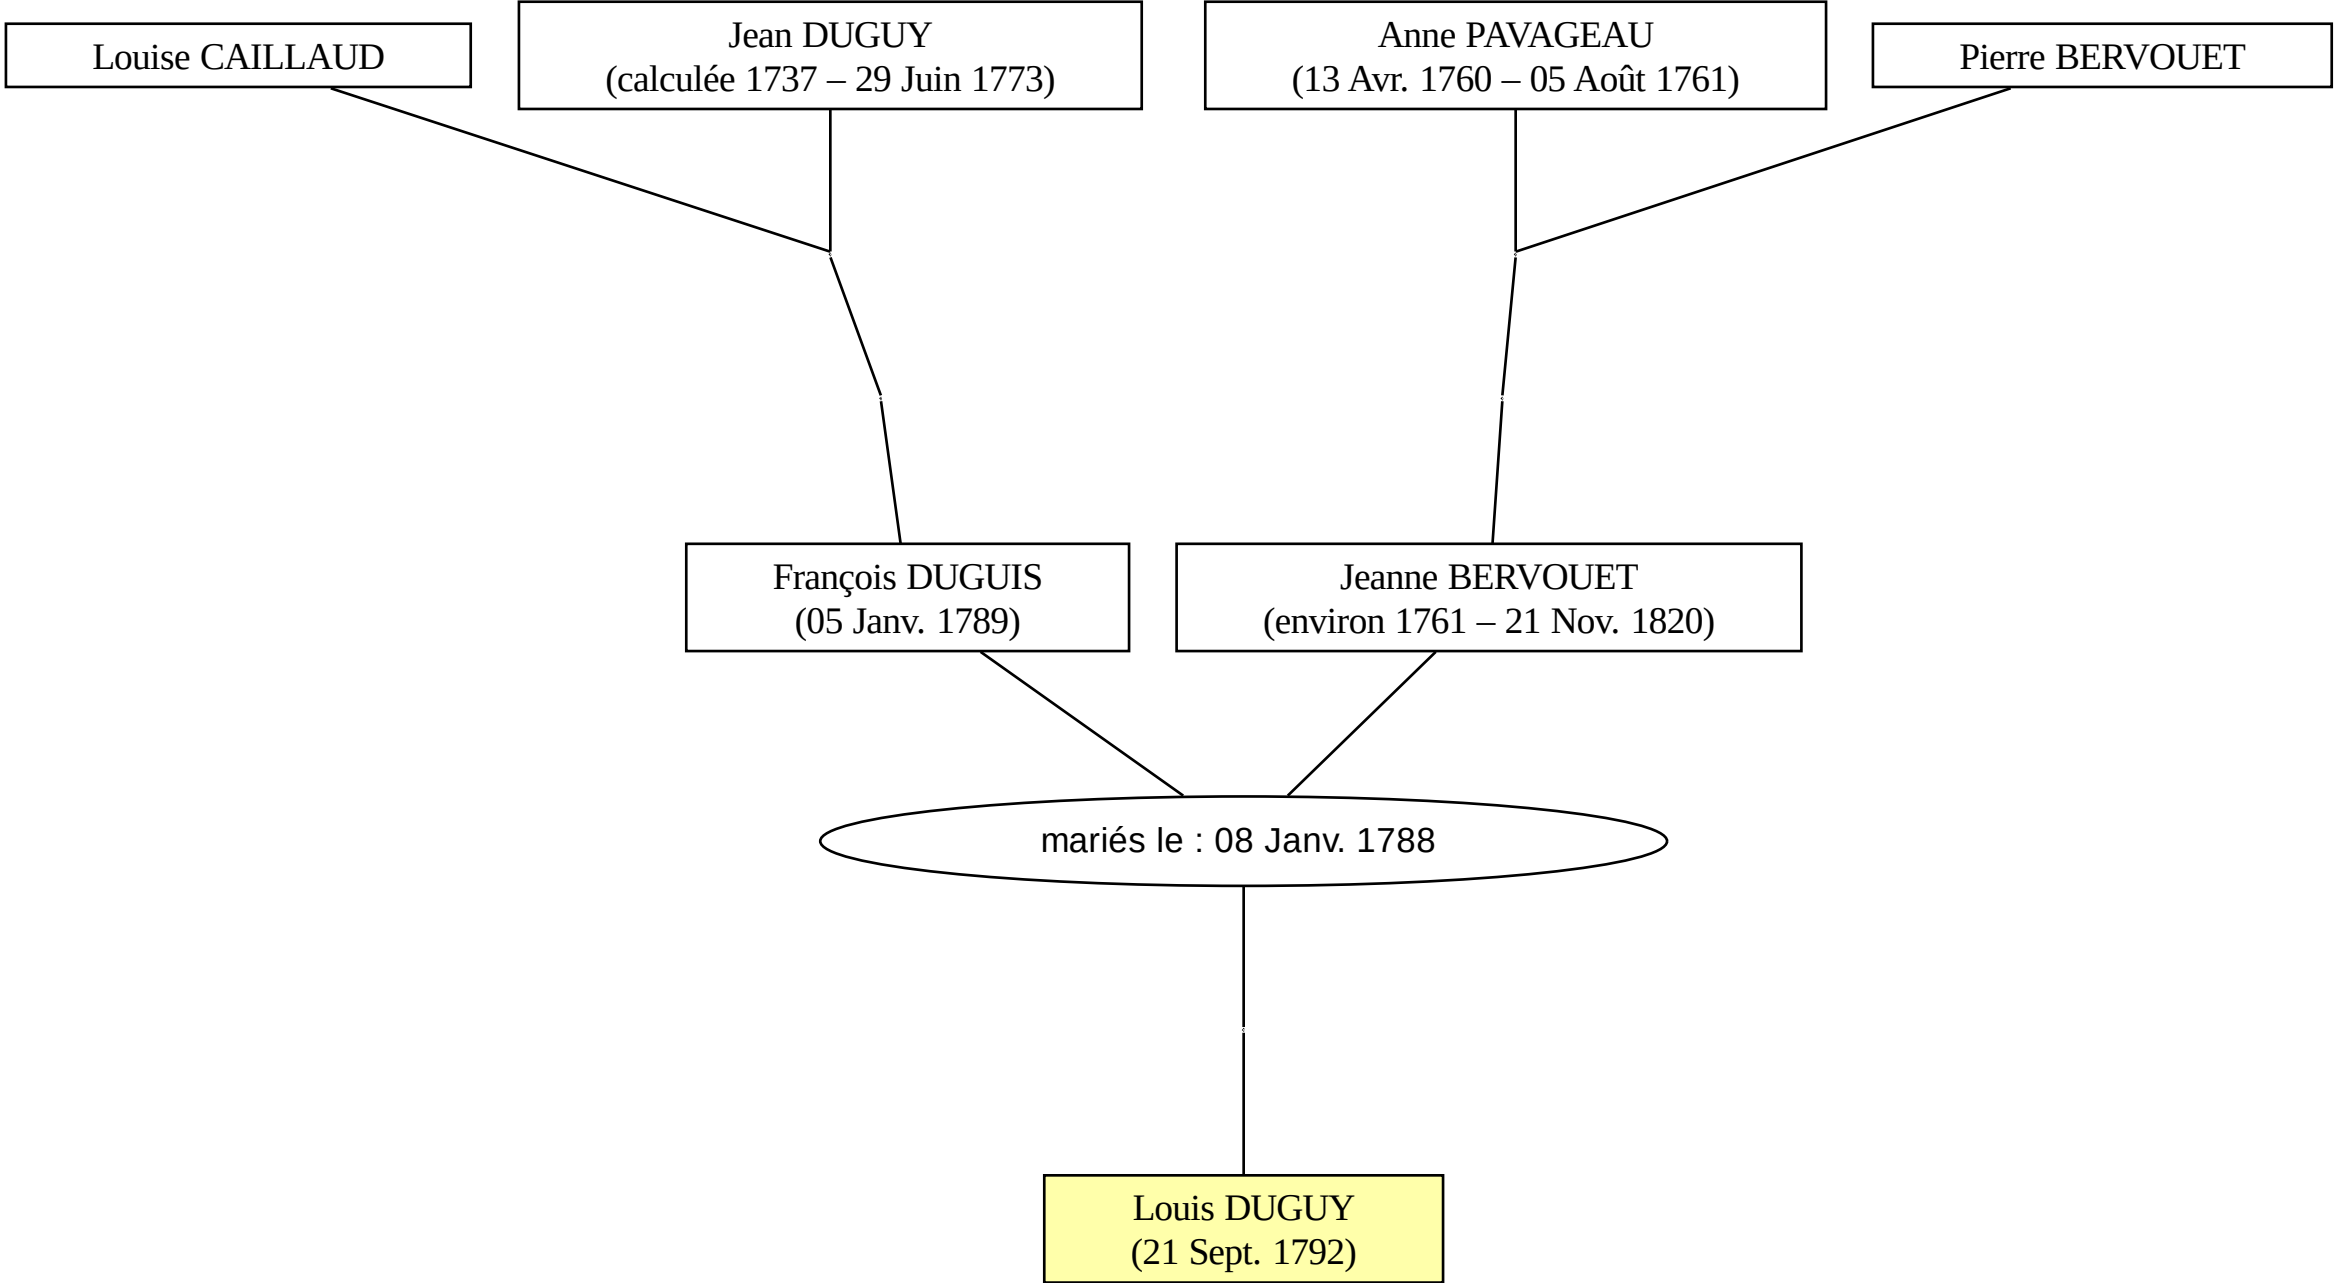 Louise CAILLAUD
Jean DUGUY
(calculée 1737 – 29 Juin 1773)
Anne PAVAGEAU
(13 Avr. 1760 – 05 Août 1761)
Pierre BERVOUET
François DUGUIS
(05 Janv. 1789)
Jeanne BERVOUET
(environ 1761 – 21 Nov. 1820)
mariés le : 08 Janv. 1788
Louis DUGUY
(21 Sept. 1792)